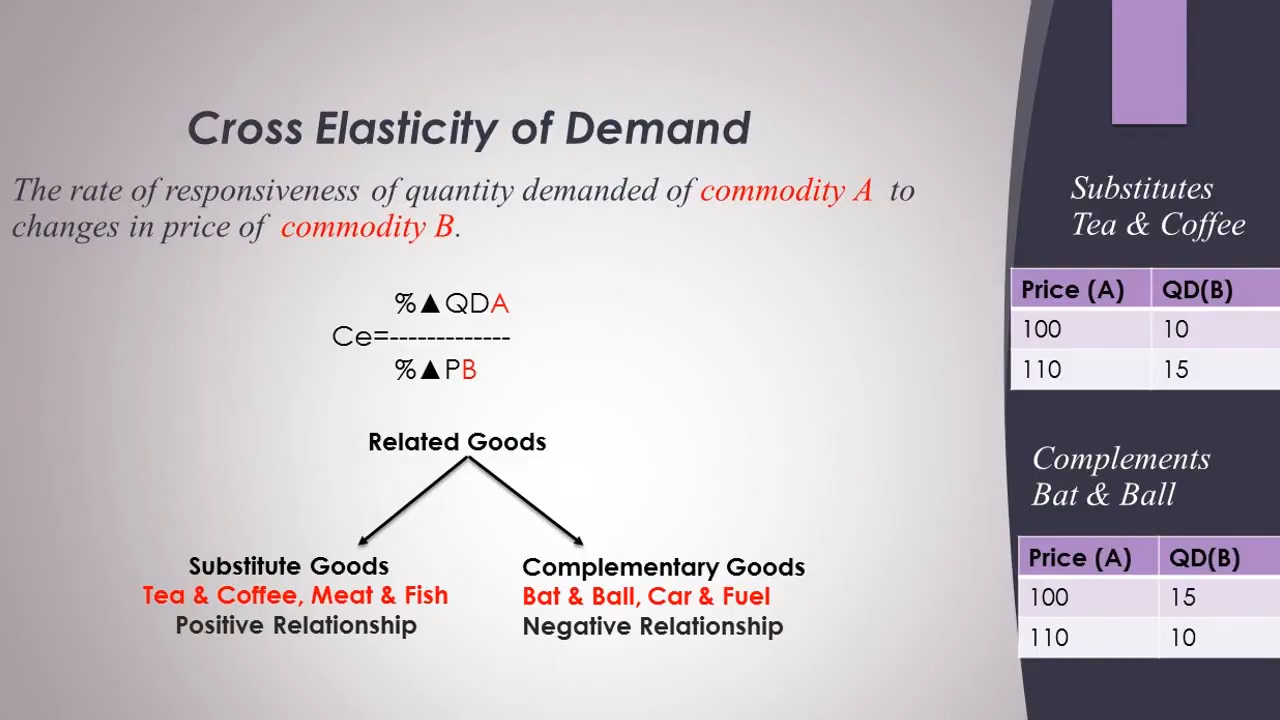 Cross Elasticity of Demand
The rate of responsiveness of quantity demanded of commodity A to
changes in price of commodity B.
%▲QDA
Ce=-------------
%▲PB
Related Goods
Substitute Goods
Tea & Coffee, Meat & Fish
Positive Relationship
Complementary Goods
Bat & Ball, Car & Fuel
Negative Relationship
Substitutes
Tea & Coffee
Price (A) QD(B)
100 10
110 15
Complements
Bat & Ball
Price (A) QD(B)
100 15
110 10